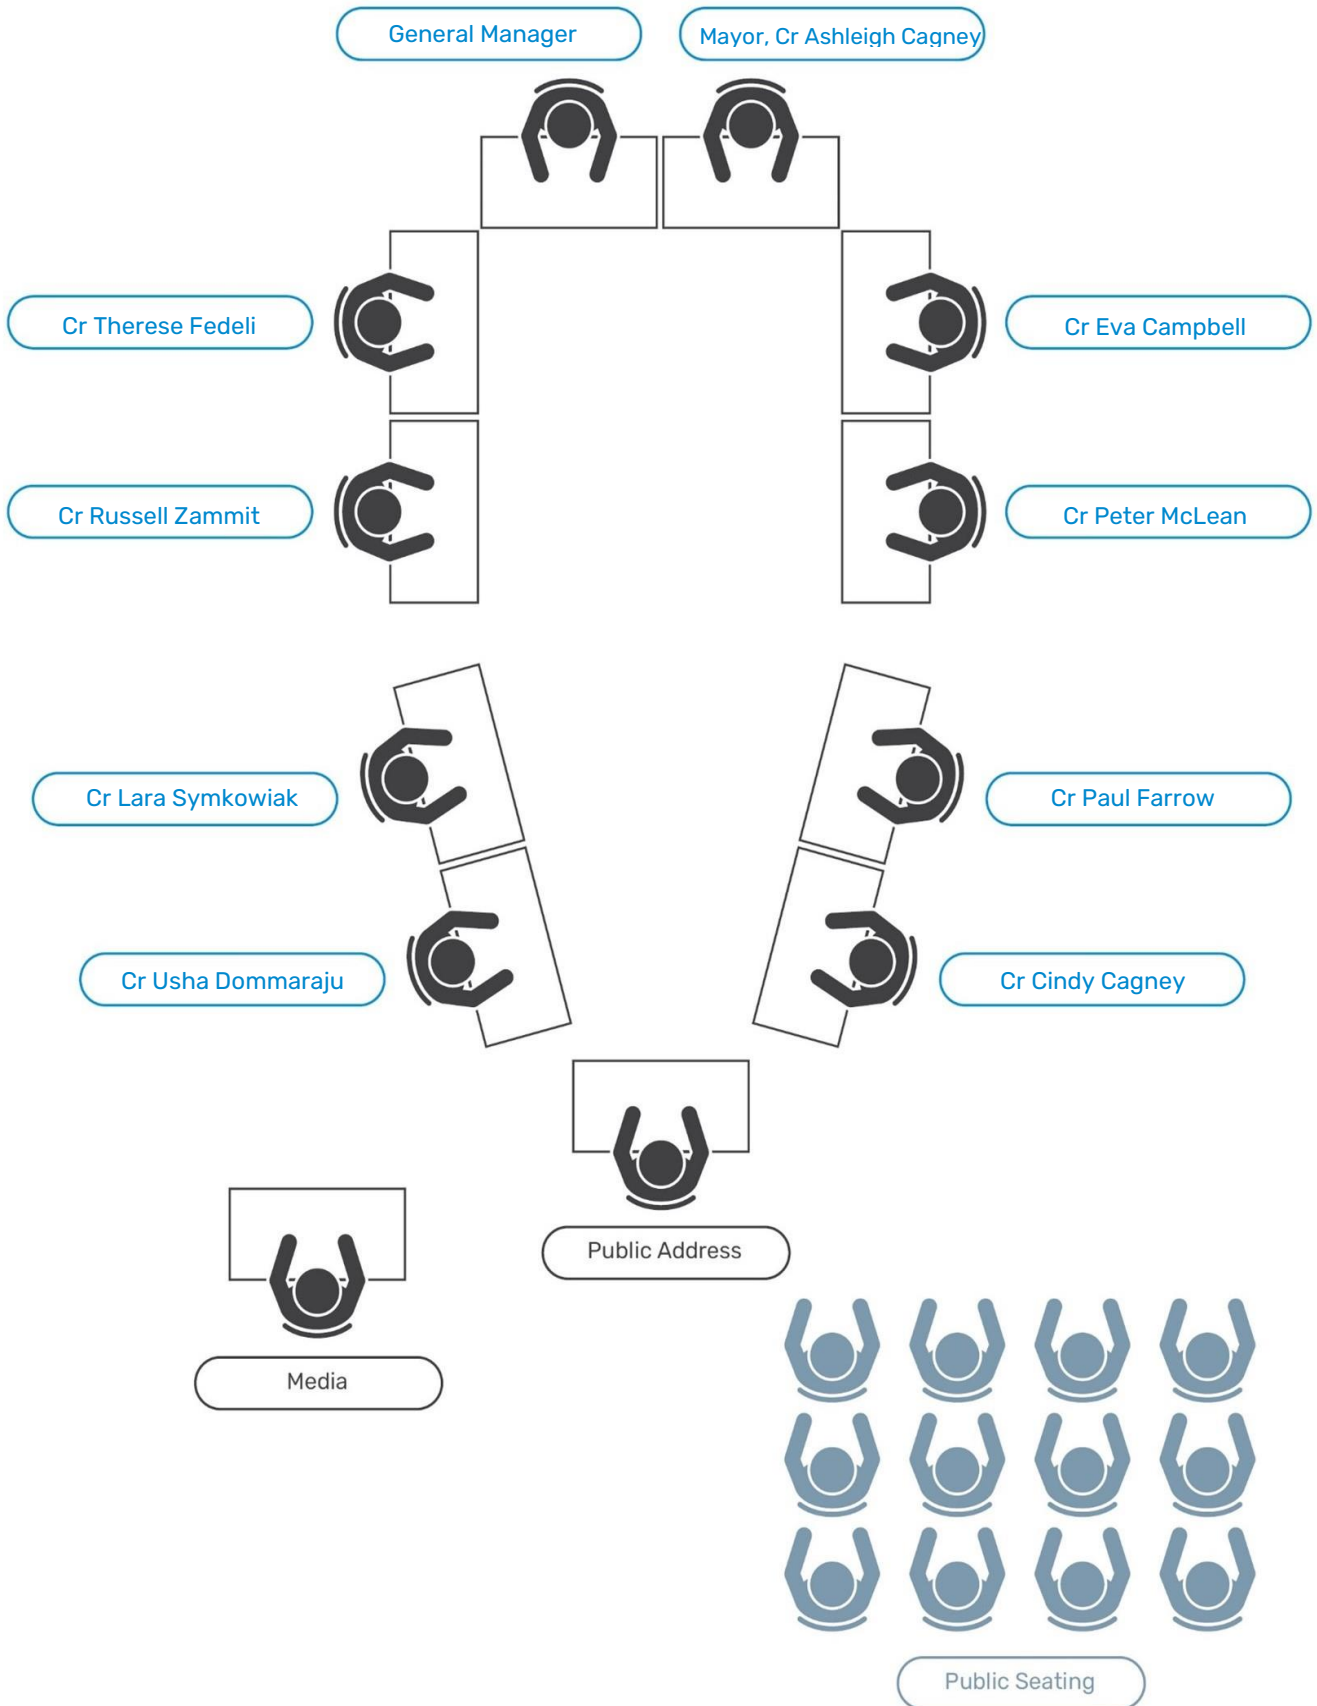 General Manager
Mayor, Cr Ashleigh Cagney
Cr Therese Fedeli
Cr Eva Campbell
Cr Russell Zammit
Cr Peter McLean
Cr Lara Symkowiak
Cr Paul Farrow
Cr Usha Dommaraju
Cr Cindy Cagney
Public Address
Media
Public Seating